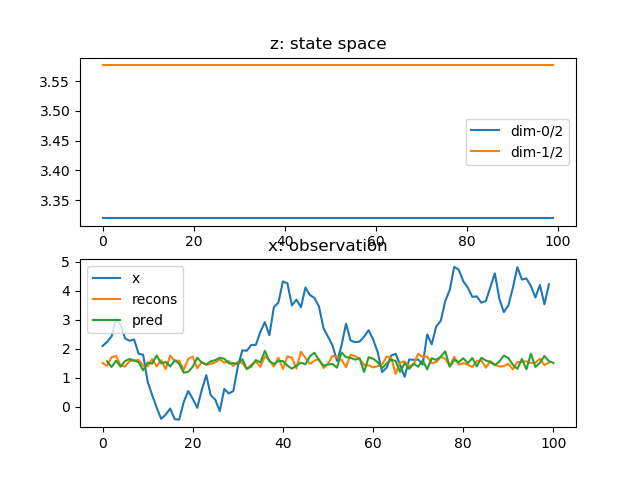 z: state space
3.55
3.50
3.45
3.40
3.35
dim-0/2
dim-1/2
0 20 40 60 80 100
x: observation
5
4
3
2
1
0
x
recons
pred
0 20 40 60 80 100